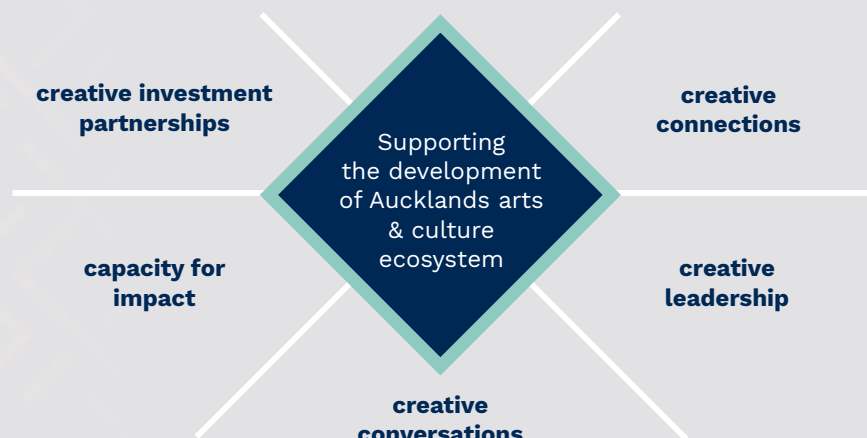 creative investment
partnerships
creative
connections
Supporting
the development
of Aucklands arts
& culture
ecosystem
capacity for
impact
creative
leadership
creative
conversations